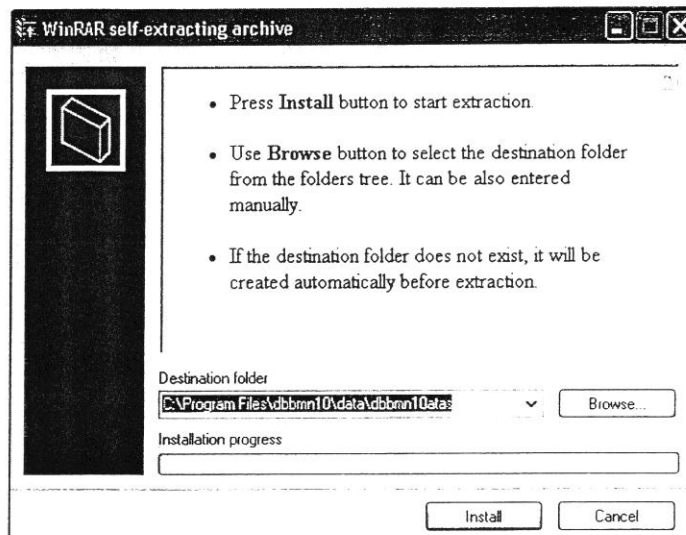 WinRAR self-extracting archive
• Press Install button to start extraction.
• Use Browse button to select the destination folder
from the folders tree. It can be also entered
manually.
• If the destination folder does not exist, it will be
created automatically before extraction.
Destination folder
C:\Program Files\dbbmn10\data\dbbmn10atas
Browse...
Installation progress
Install
Cancel